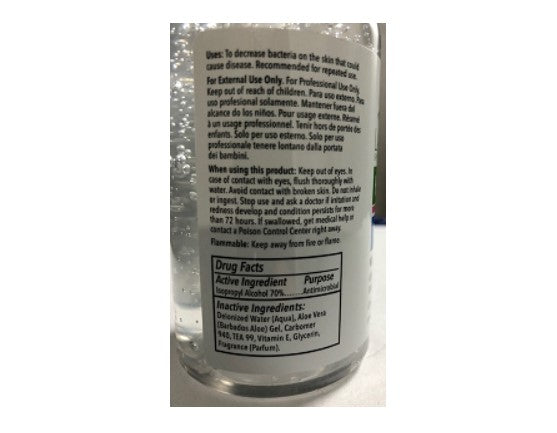 Uses: To decrease bacteria on the skin that could
cause disease. Recommended for repeated use.
For External Use Only. For Professional Use Only.
Keep out of reach of children. Para uso externo. Para
uso profesional solamente. Mantener fuera del
alcance do los niños. Pour usage externe. Réservé
à un usage professionnel. Tenir hors de portée des
enfants. Solo per uso esterno. Solo per uso
professionale tenere lontano dalla portata
dei bambini.
When using this product: Keep out of eyes. In
case of contact with eyes, flush thoroughly with
water. Avoid contact with broken skin. Do not inhale
or ingest. Stop use and ask a doctor if irritation and
redness develop and condition persists for more
than 72 hours. If swallowed, get medical help or
contact a Poison Control Center right away.
Flammable: Keep away from fire or flame.
Drug Facts
Active Ingredient Purpose
Isopropyl Alcohol 70%......Antimicrobial
Inactive Ingredients:
Deionized Water (Aqua), Aloe Vera
(Barbados Aloe) Gel, Carbomer
940, TEA 99, Vitamin E, Glycerin,
Fragrance (Parfum).